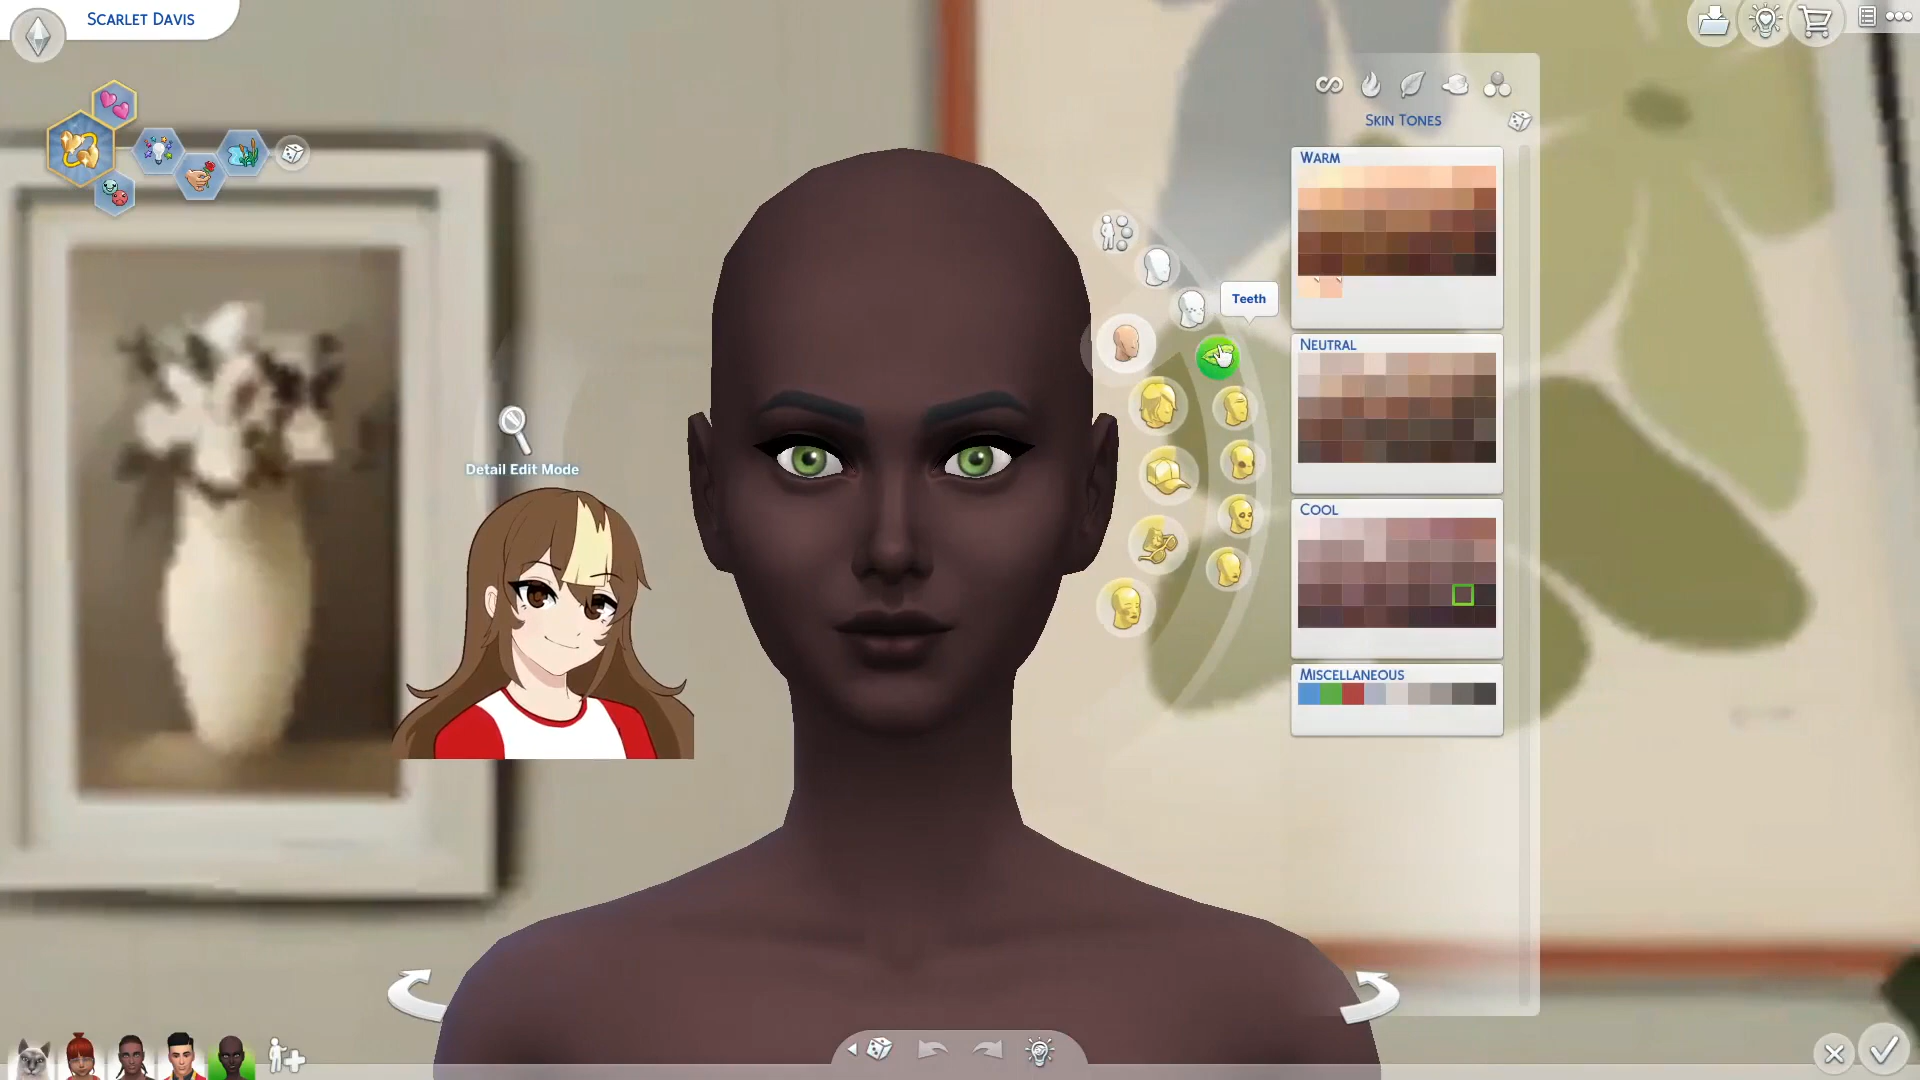 Scarlet Davis
Skin Tones
Warm
Teeth
Neutral
Detail Edit Mode
Cool
Miscellaneous